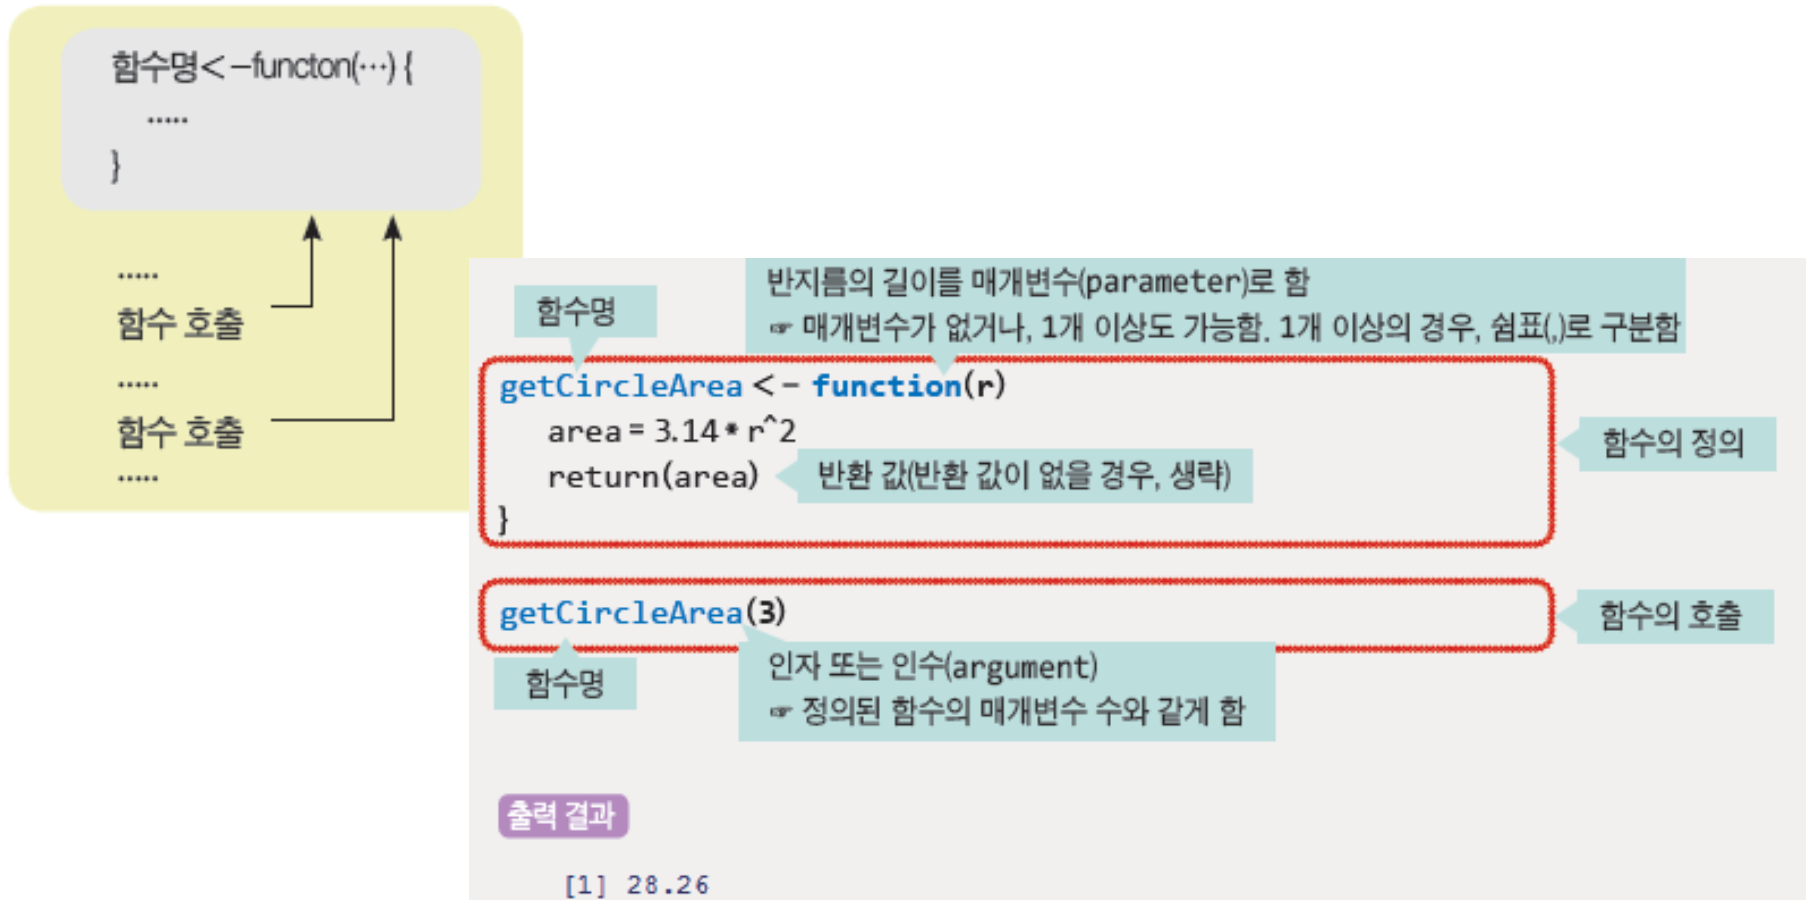 함수명<-functon(…) {
.....
}
.....
함수 호출
.....
함수 호출
.....
함수명
반지름의 길이를 매개변수(parameter)로 함
☞ 매개변수가 없거나, 1개 이상도 가능함. 1개 이상의 경우, 쉼표(,)로 구분함
getCircleArea <- function(r)
area = 3.14 * r^2
return(area)
반환 값(반환 값이 없을 경우, 생략)
}
함수의 정의
getCircleArea(3)
함수의 호출
함수명
인자 또는 인수(argument)
☞ 정의된 함수의 매개변수 수와 같게 함
출력 결과
[1] 28.26